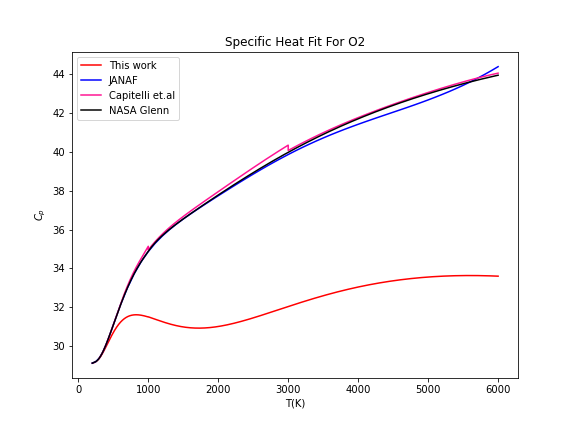 Specific Heat Fit For O2
This work
JANAF
Capitelli et.al
NASA Glenn
44
42
40
38
36
34
32
30
Cp
0 1000 2000 3000 4000 5000 6000
T(K)